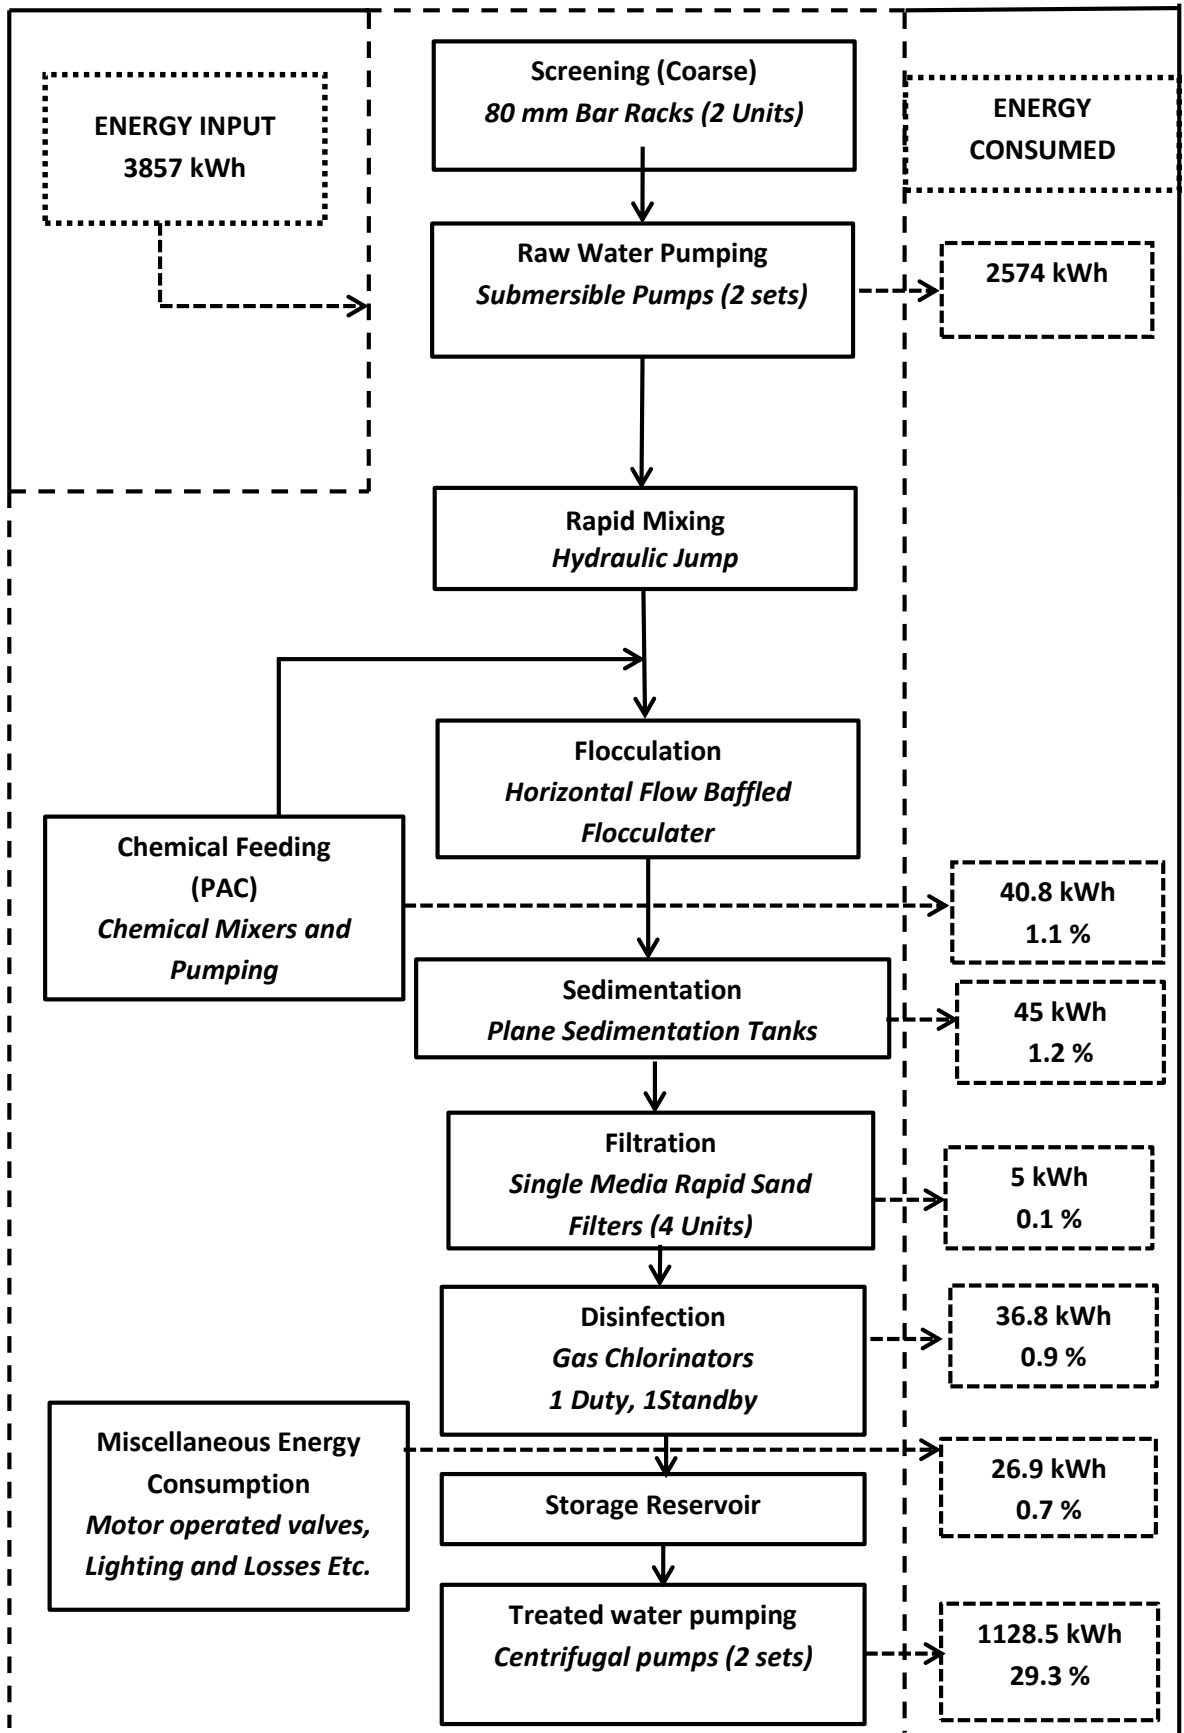 Screening (Coarse)
80 mm Bar Racks (2 Units)
ENERGY INPUT
3857 kWh
ENERGY
CONSUMED
Raw Water Pumping
Submersible Pumps (2 sets)
2574 kWh
Rapid Mixing
Hydraulic Jump
Flocculation
Horizontal Flow Baffled
Flocculater
Chemical Feeding
(PAC)
Chemical Mixers and
Pumping
40.8 kWh
1.1 %
Sedimentation
Plane Sedimentation Tanks
45 kWh
1.2 %
Filtration
Single Media Rapid Sand
Filters (4 Units)
5 kWh
0.1 %
Disinfection
Gas Chlorinators
1 Duty, 1Standby
36.8 kWh
0.9 %
Miscellaneous Energy
Consumption
Motor operated valves,
Lighting and Losses Etc.
26.9 kWh
0.7 %
Storage Reservoir
Treated water pumping
Centrifugal pumps (2 sets)
1128.5 kWh
29.3 %